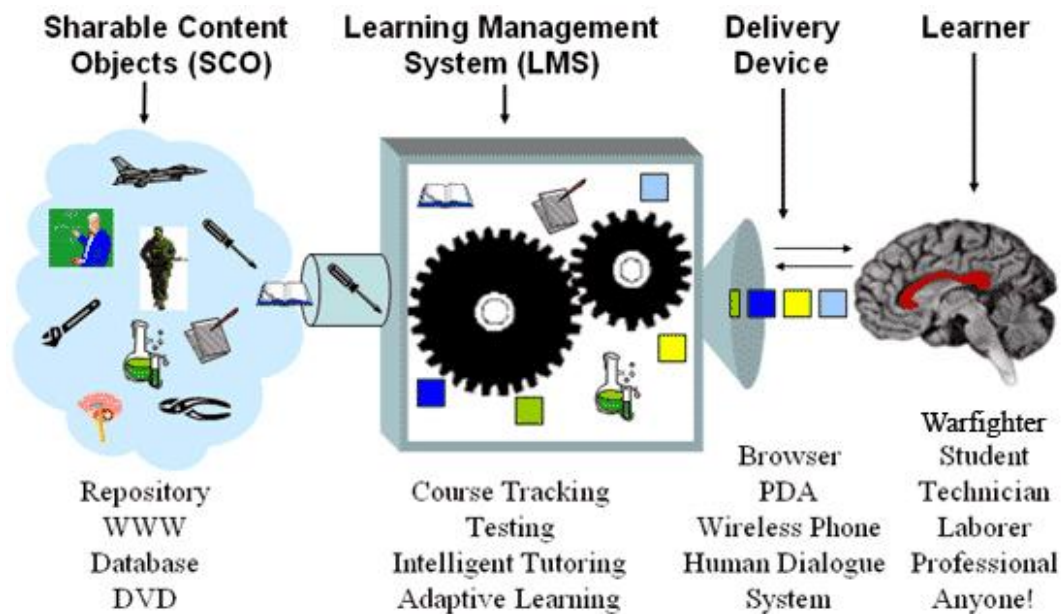 Sharable Content
Objects (SCO)
Learning Management
System (LMS)
Delivery
Device
Learner
Repository
WWW
Database
DVD
Course Tracking
Testing
Intelligent Tutoring
Adaptive Learning
Browser
PDA
Wireless Phone
Human Dialogue
System
Warfighter
Student
Technician
Laborer
Professional
Anyone!